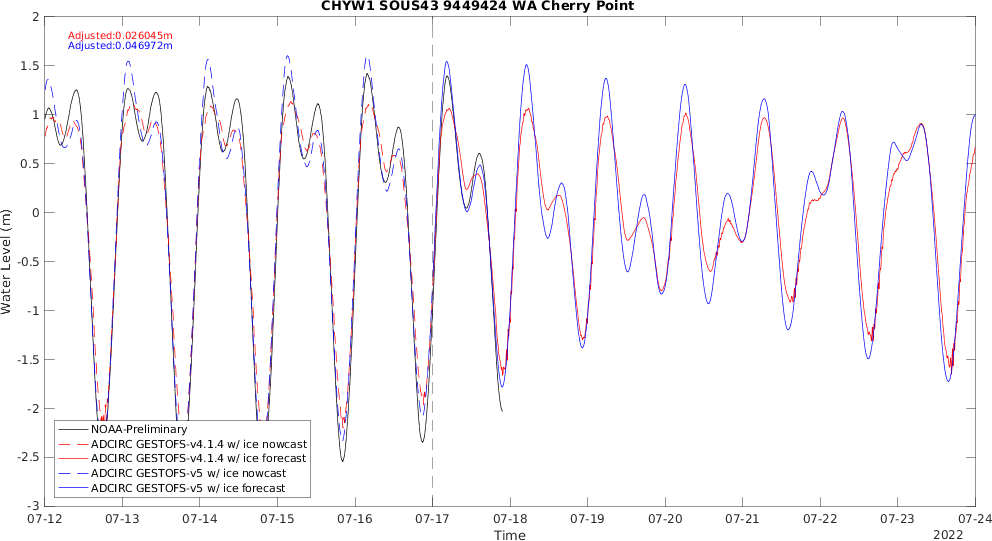 CHYW1 SOUS43 9449424 WA Cherry Point
Adjusted:0.026045m
Adjusted:0.046972m
2
1.5
1
0.5
0
-0.5
-1
-1.5
-2
-2.5
-3
Water Level (m)
NOAA-Preliminary
ADCIRC GESTOFS-v4.1.4 w/ ice nowcast
ADCIRC GESTOFS-v4.1.4 w/ ice forecast
ADCIRC GESTOFS-v5 w/ ice nowcast
ADCIRC GESTOFS-v5 w/ ice forecast
07-12 07-13 07-14 07-15 07-16 07-17 07-18 07-19 07-20 07-21 07-22 07-23 07-24
Time
2022